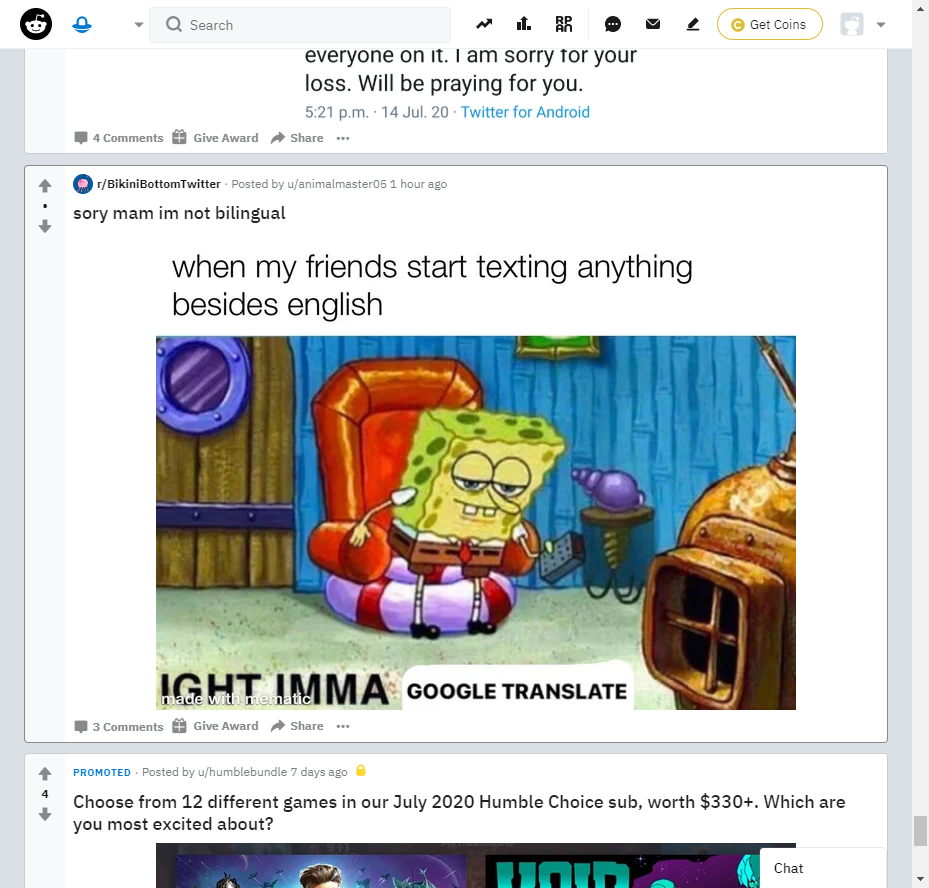 Search
Get Coins
everyone on it. I am sorry for your
loss. Will be praying for you.
5:21 p.m. · 14 Jul. 20 · Twitter for Android
4 Comments Give Award Share
r/BikiniBottomTwitter · Posted by u/animalmaster05 1 hour ago
sory mam im not bilingual
when my friends start texting anything
besides english
IGHT IMMA GOOGLE TRANSLATE
made with mematic
3 Comments Give Award Share
PROMOTED · Posted by u/humblebundle 7 days ago
4
Choose from 12 different games in our July 2020 Humble Choice sub, worth $330+. Which are
you most excited about?
VOID
Chat